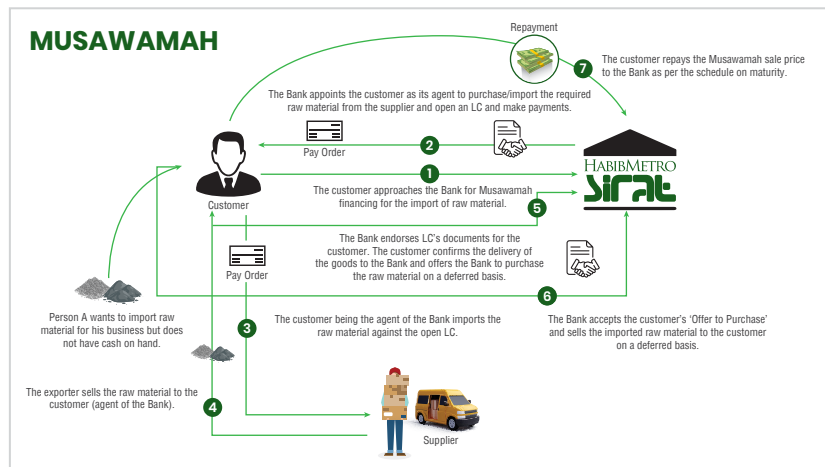 MUSAWAMAH
Repayment
7
The customer repays the Musawamah sale price
to the Bank as per the schedule on maturity.
The Bank appoints the customer as its agent to purchase/import the required
raw material from the supplier and open an LC and make payments.
Pay Order
2
HABIBMETRO
Sirat
1
Customer
The customer approaches the Bank for Musawamah
financing for the import of raw material.
5
The Bank endorses LC's documents for the
customer. The customer confirms the delivery of
the goods to the Bank and offers the Bank to purchase
the raw material on a deferred basis.
Pay Order
6
Person A wants to import raw
material for his business but does
not have cash on hand.
3
The customer being the agent of the Bank imports the
raw material against the open LC.
The Bank accepts the customer's 'Offer to Purchase'
and sells the imported raw material to the customer
on a deferred basis.
The exporter sells the raw material to the
customer (agent of the Bank).
4
Supplier